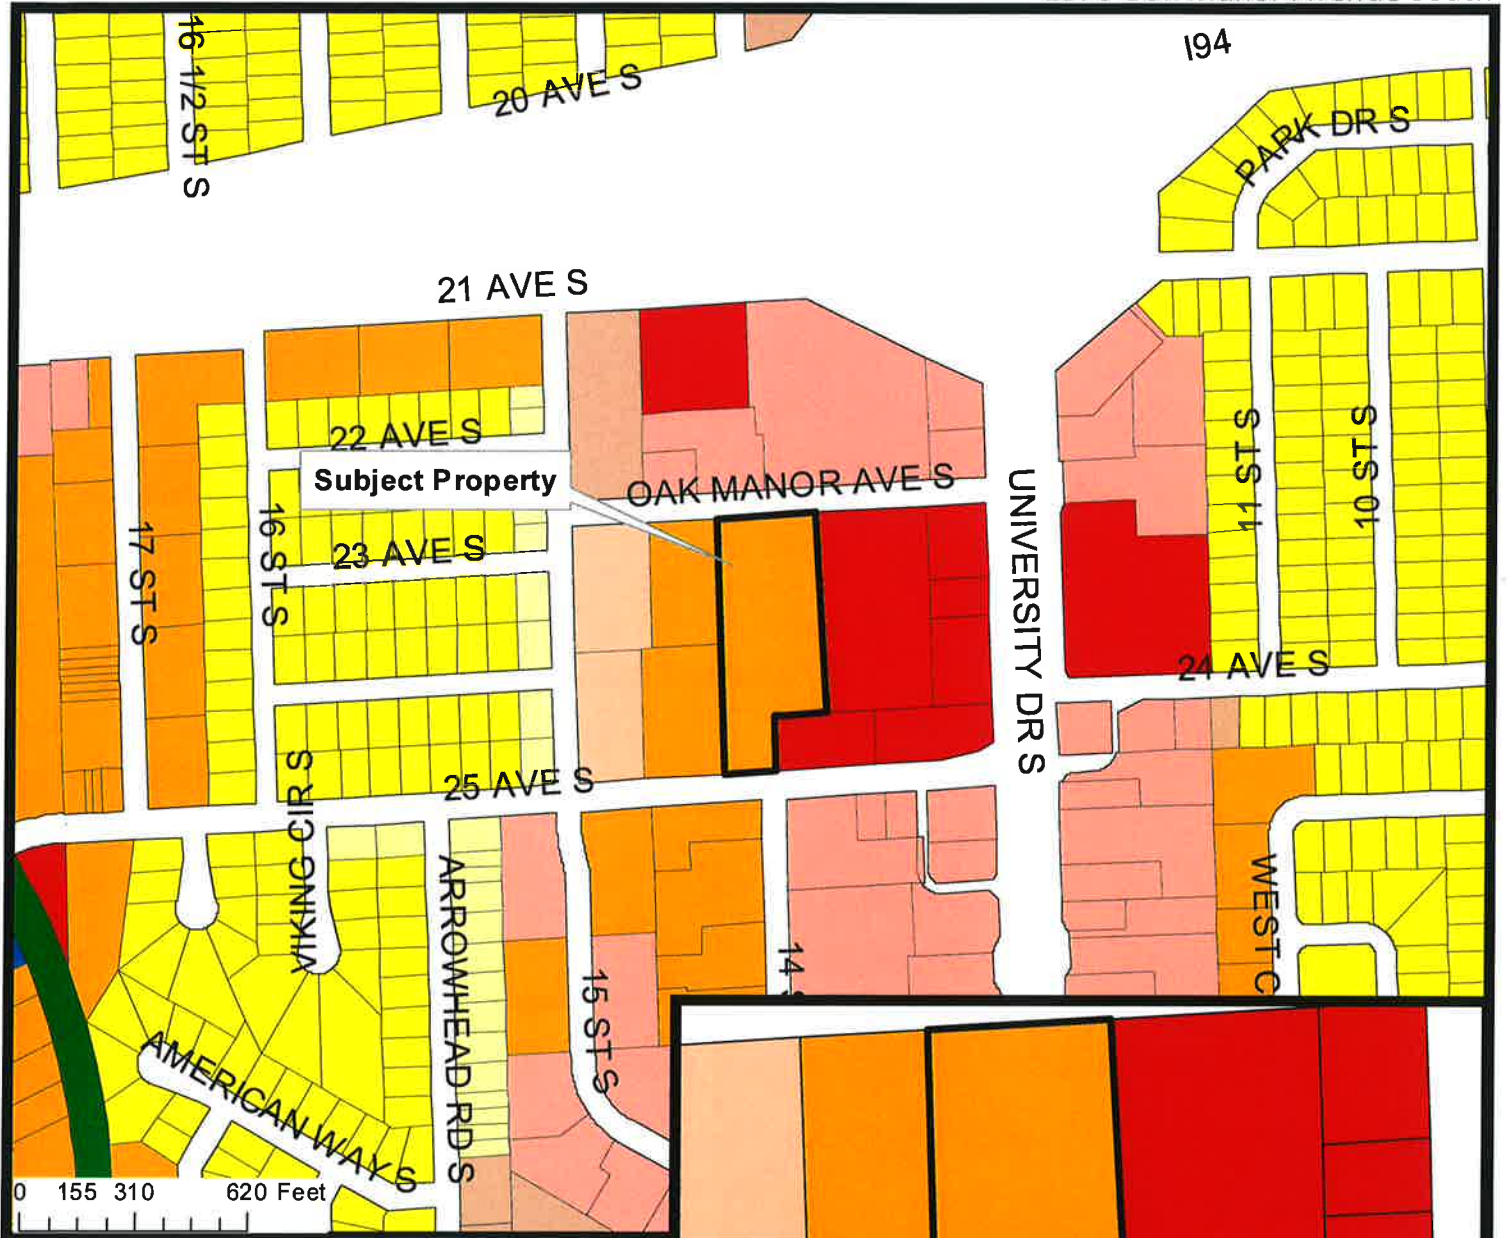 I94
16 1/2 ST S
20 AVE S
PARK DR S
21 AVE S
22 AVE S
Subject Property
OAK MANOR AVE S
11 ST S
10 ST S
UNIVERSITY DR S
17 ST S
16 ST S
23 AVE S
24 AVE S
25 AVE S
VIKING CIR S
ARROWHEAD RD S
WEST C
14
15 ST S
AMERICAN WAY S
0 155 310 620 Feet